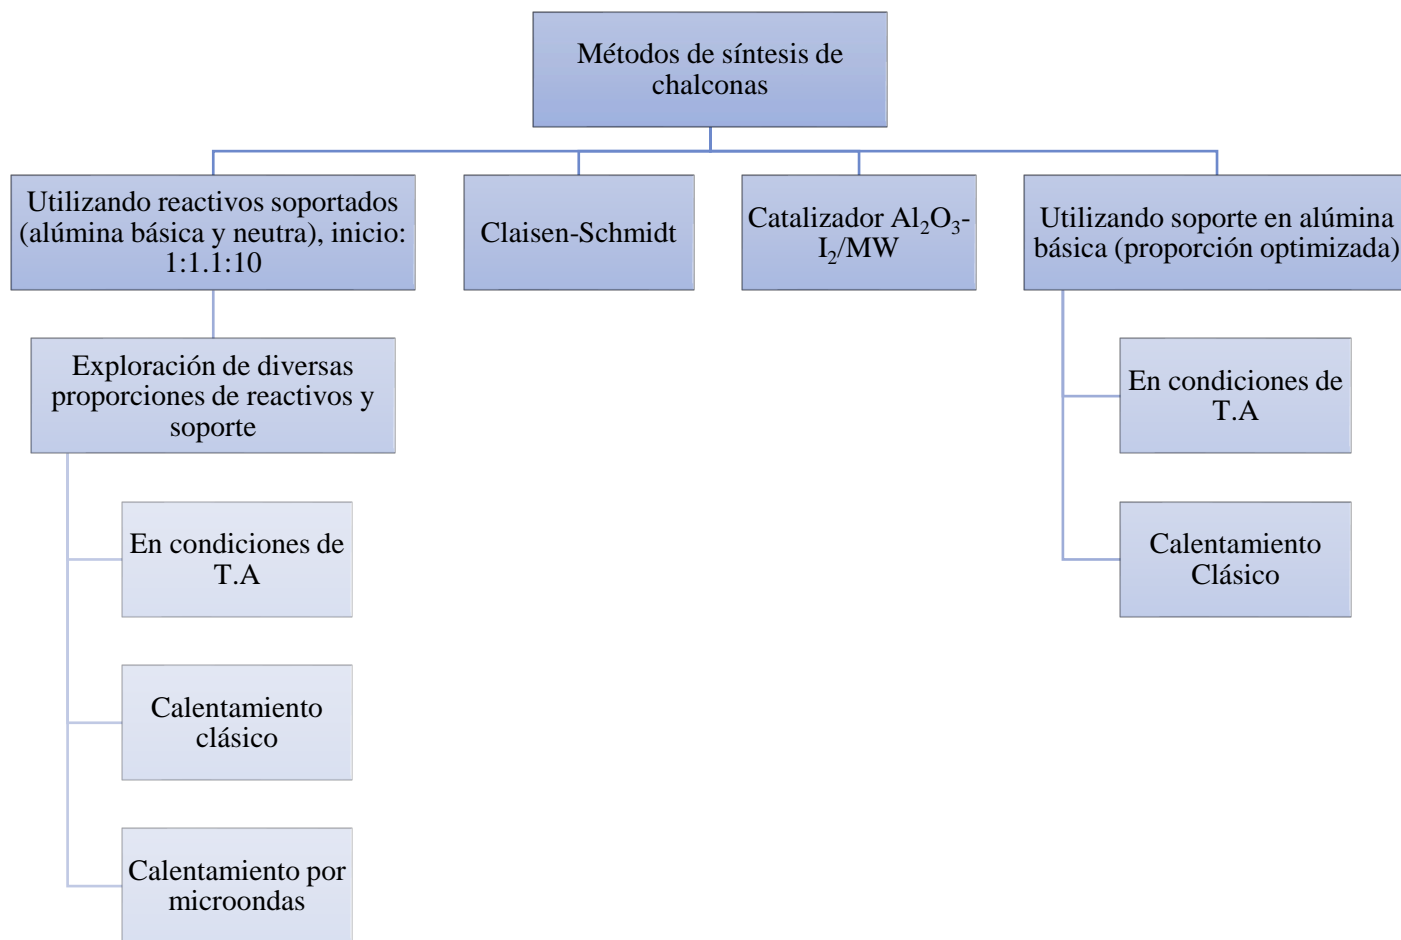 Métodos de síntesis de
chalconas
Utilizando reactivos soportados
(alúmina básica y neutra), inicio:
1:1.1:10
Claisen-Schmidt
Catalizador Al₂O₃-
I₂/MW
Utilizando soporte en alúmina
básica (proporción optimizada)
Exploración de diversas
proporciones de reactivos y
soporte
En condiciones de
T.A
Calentamiento
clásico
Calentamiento por
microondas
En condiciones de
T.A
Calentamiento
Clásico